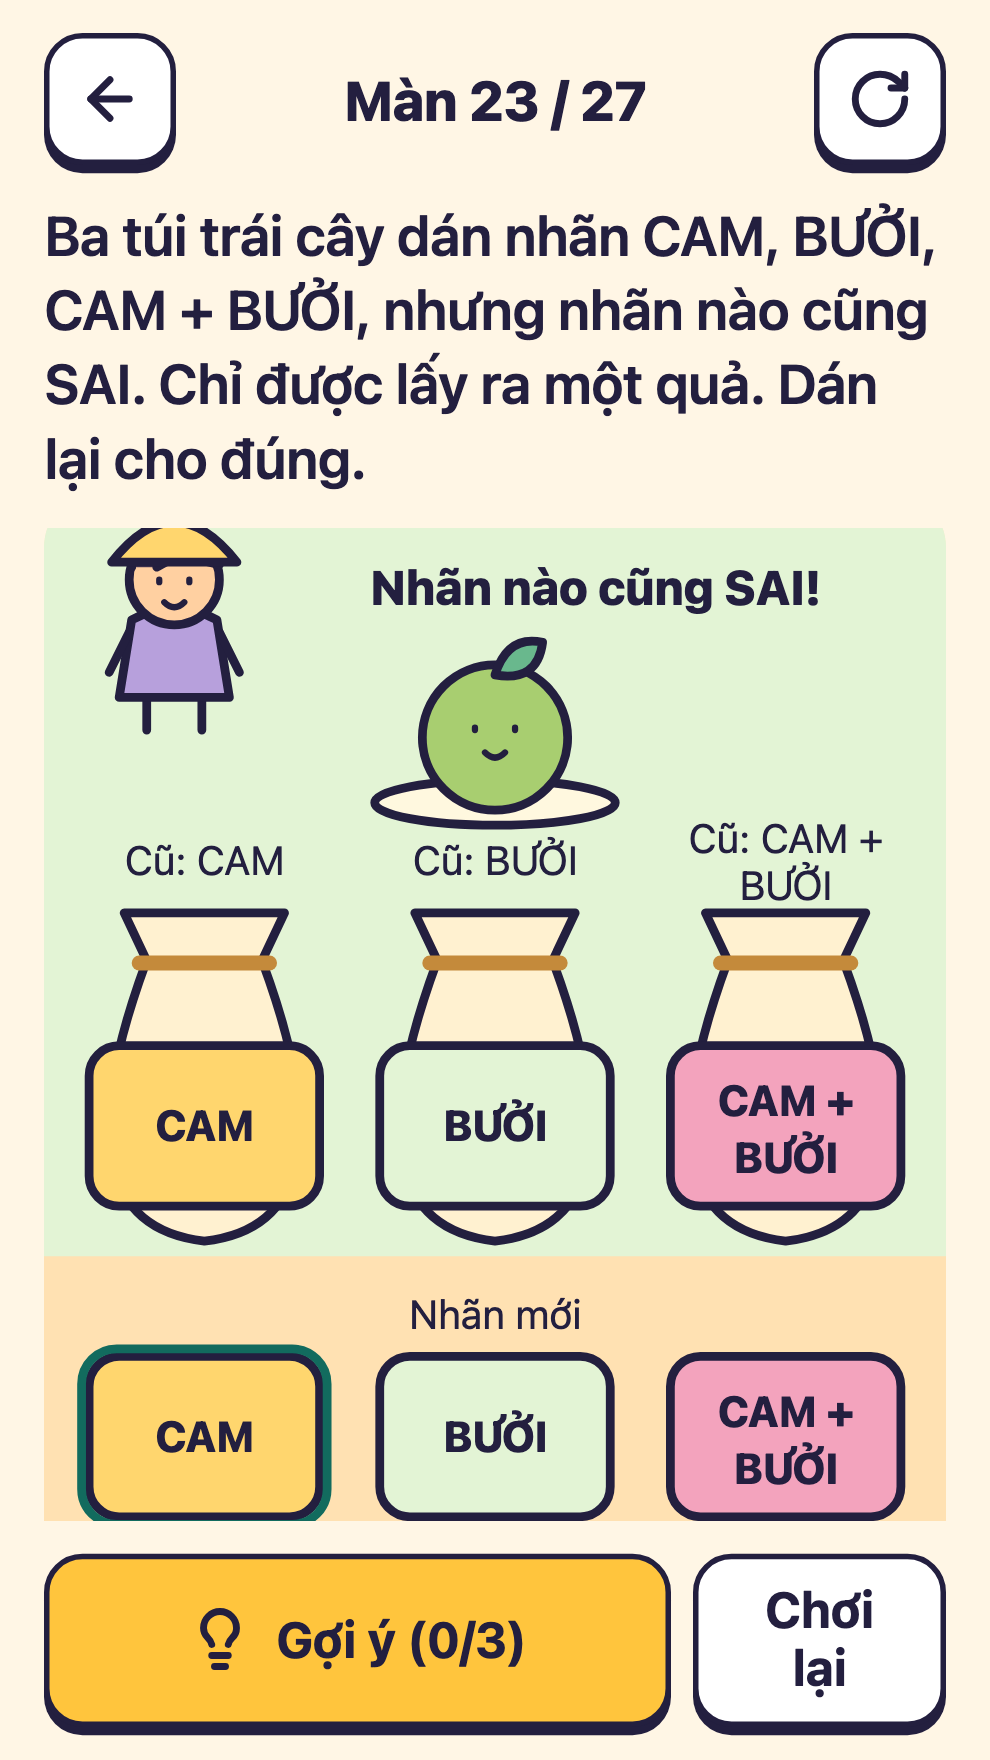 Màn 23 / 27
Ba túi trái cây dán nhãn CAM, BƯỞI,
CAM + BƯỞI, nhưng nhãn nào cũng
SAI. Chỉ được lấy ra một quả. Dán
lại cho đúng.
Nhãn nào cũng SAI!
Cũ: CAM
Cũ: BƯỞI
Cũ: CAM +
BƯỞI
CAM
BƯỞI
CAM +
BƯỞI
Nhãn mới
CAM
BƯỞI
CAM +
BƯỞI
Gợi ý (0/3)
Chơi
lại